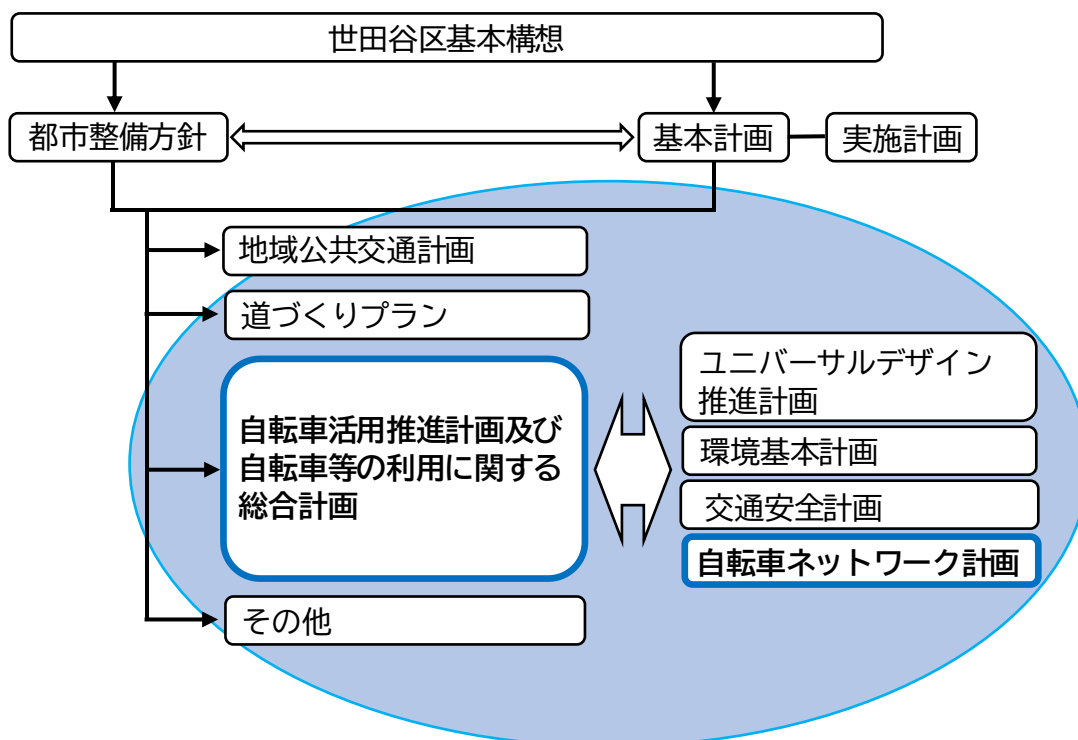 世田谷区基本構想
都市整備方針
基本計画
実施計画
地域公共交通計画
道づくりプラン
自転車活用推進計画及び
自転車等の利用に関する
総合計画
その他
ユニバーサルデザイン
推進計画
環境基本計画
交通安全計画
自転車ネットワーク計画